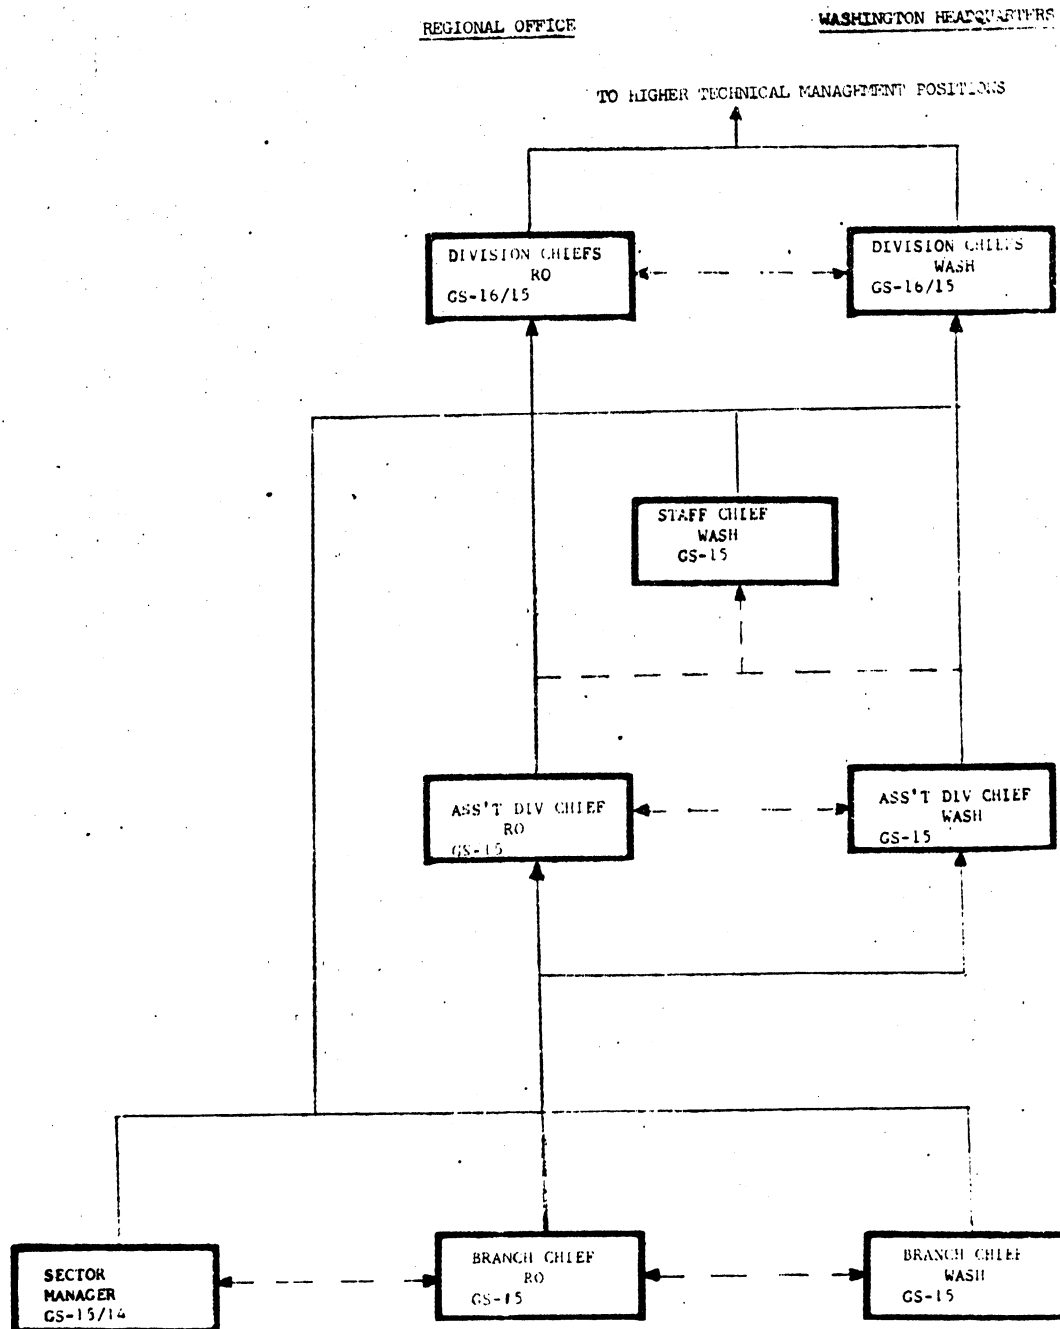 REGIONAL OFFICE
WASHINGTON HEADQUARTERS
TO HIGHER TECHNICAL MANAGEMENT POSITIONS
DIVISION CHIEFS
RO
GS-16/15
DIVISION CHIEFS
WASH
GS-16/15
STAFF CHIEF
WASH
GS-15
ASS'T DIV CHIEF
RO
GS-15
ASS'T DIV CHIEF
WASH
GS-15
SECTOR
MANAGER
GS-15/14
BRANCH CHIEF
RO
GS-15
BRANCH CHIEF
WASH
GS-15